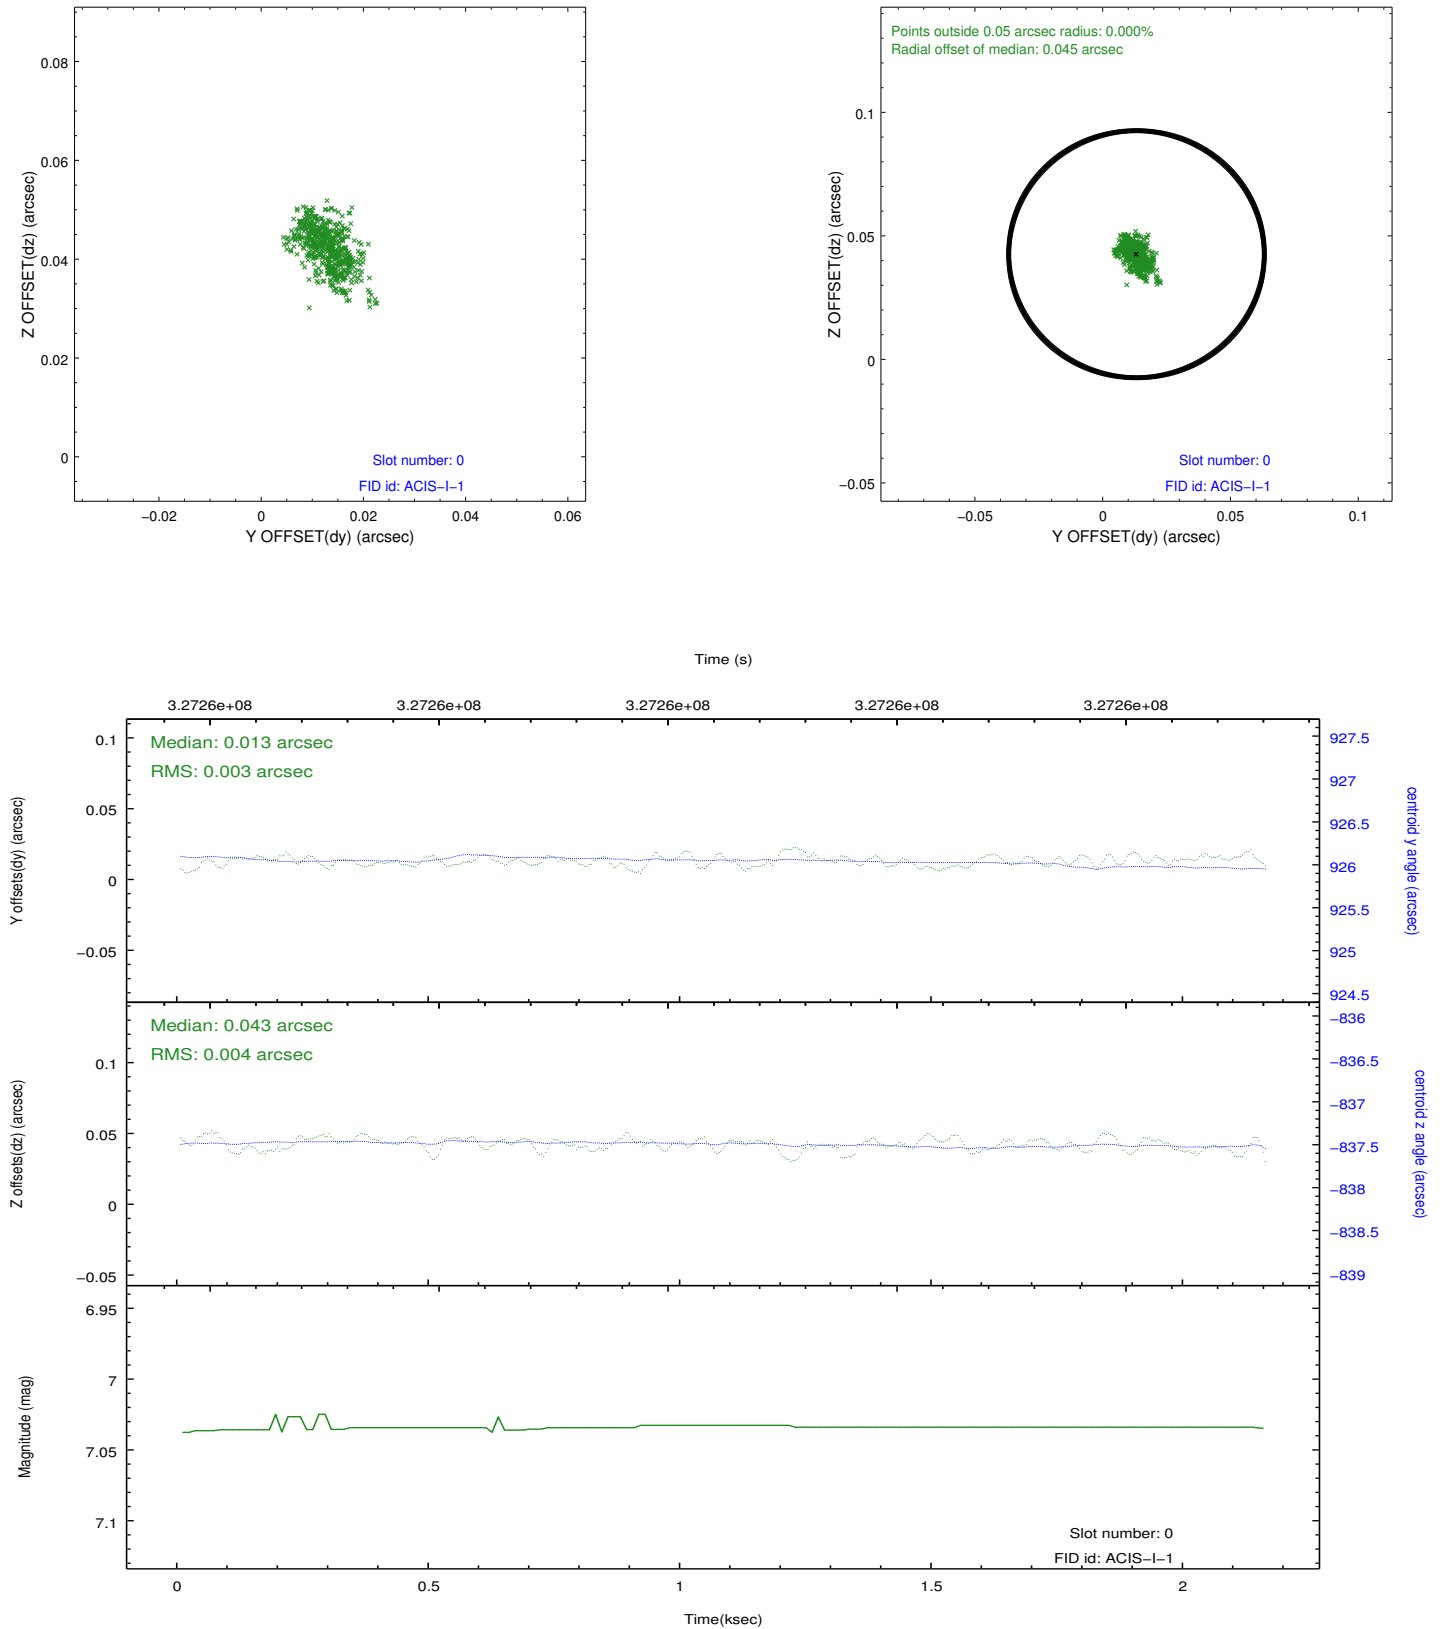 0.08
0.06
0.04
0.02
0
Z OFFSET(dz) (arcsec)
Slot number: 0
FID id: ACIS−I−1
−0.02
0
0.02
0.04
0.06
Y OFFSET(dy) (arcsec)
Points outside 0.05 arcsec radius: 0.000%
Radial offset of median: 0.045 arcsec
0.1
0.05
0
−0.05
Z OFFSET(dz) (arcsec)
Slot number: 0
FID id: ACIS−I−1
−0.05
0
0.05
0.1
Y OFFSET(dy) (arcsec)
Time (s)
3.2726e+08
3.2726e+08
3.2726e+08
3.2726e+08
3.2726e+08
Median: 0.013 arcsec
RMS: 0.003 arcsec
0.1
0.05
0
−0.05
Y offsets(dy) (arcsec)
927.5
927
926.5
926
925.5
925
924.5
centroid y angle (arcsec)
Median: 0.043 arcsec
RMS: 0.004 arcsec
0.1
0.05
0
−0.05
Z offsets(dz) (arcsec)
−836
−836.5
−837
−837.5
−838
−838.5
−839
centroid z angle (arcsec)
6.95
7
7.05
7.1
Magnitude (mag)
Slot number: 0
FID id: ACIS−I−1
0
0.5
1
1.5
2
Time(ksec)